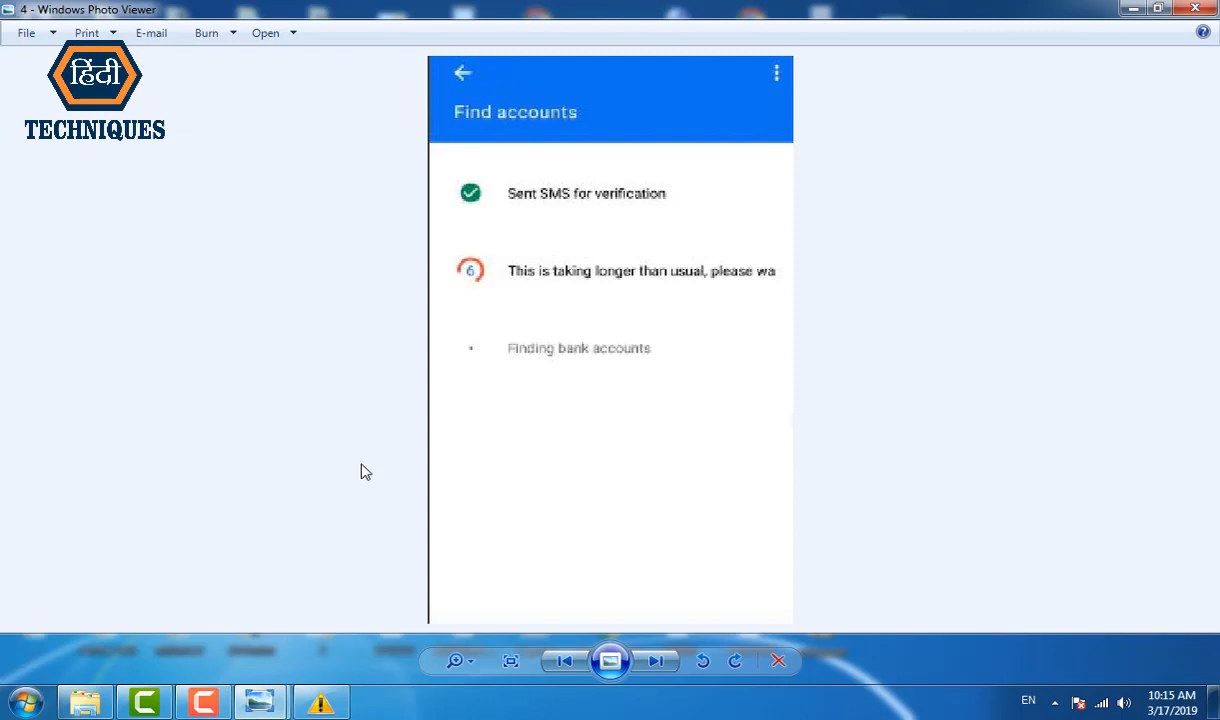 4 - Windows Photo Viewer
File Print E-mail Burn Open
हिंदी
TECHNIQUES
Find accounts
Sent SMS for verification
6 This is taking longer than usual, please wa
Finding bank accounts
EN 10:15 AM
3/17/2019